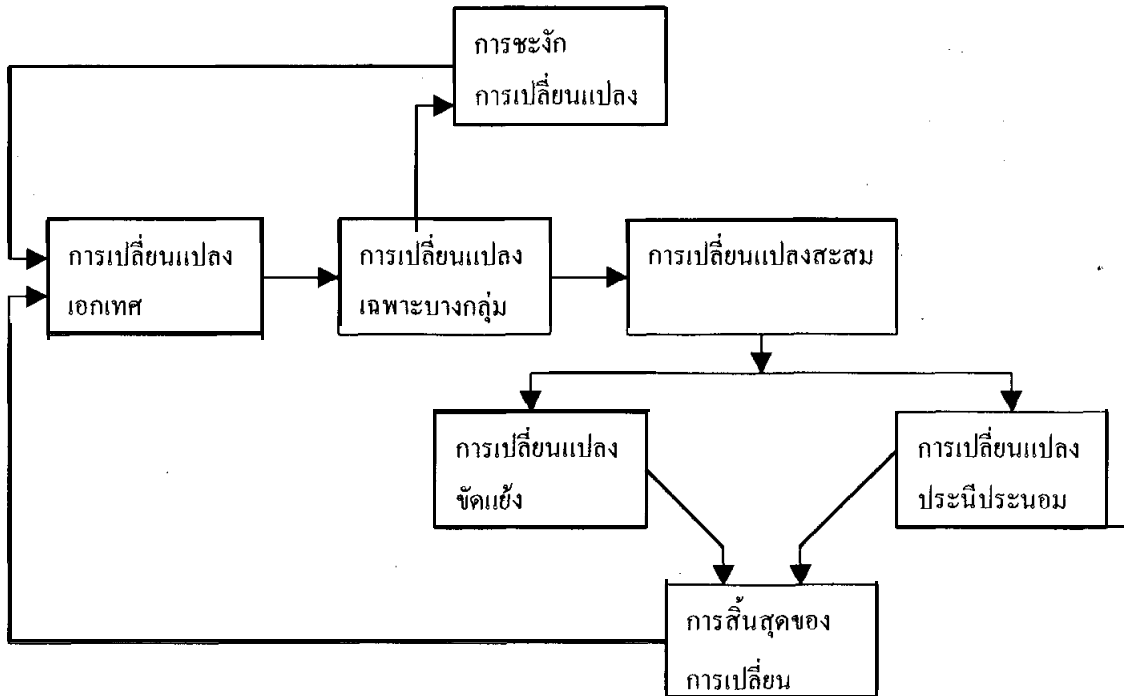 การชะงัก
การเปลี่ยนแปลง
การเปลี่ยนแปลง
เอกเทศ
การเปลี่ยนแปลง
เฉพาะบางกลุ่ม
การเปลี่ยนแปลงสะสม
การเปลี่ยนแปลง
ขัดแย้ง
การเปลี่ยนแปลง
ประนีประนอม
การสิ้นสุดของ
การเปลี่ยน